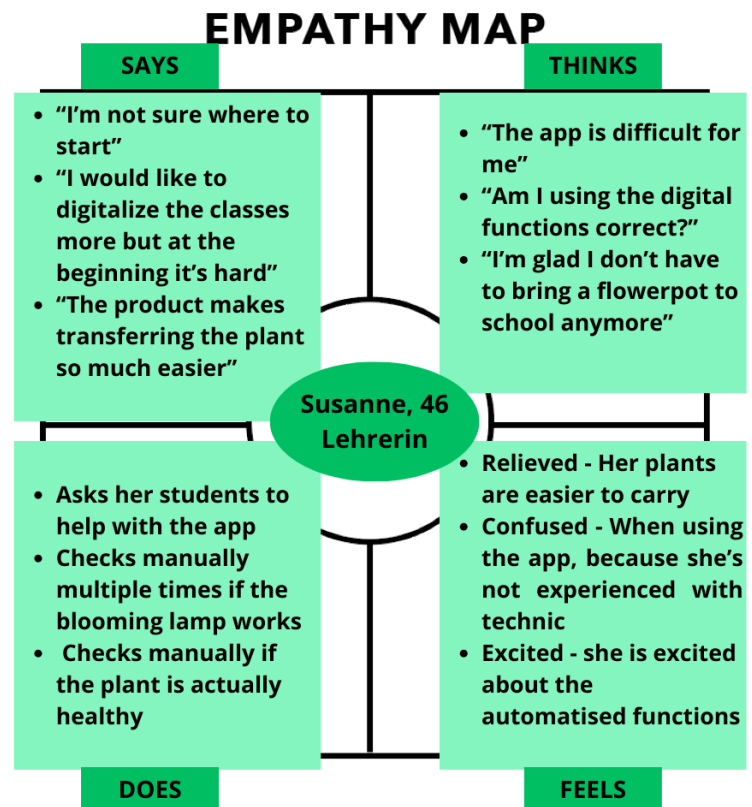 EMPATHY MAP
SAYS
• “I’m not sure where to
start”
• “I would like to
digitalize the classes
more but at the
beginning it’s hard”
• “The product makes
transferring the plant
so much easier”
THINKS
• “The app is difficult for
me”
• “Am I using the digital
functions correct?”
• “I’m glad I don’t have
to bring a flowerpot to
school anymore”
Susanne, 46
Lehrerin
• Asks her students to
help with the app
• Checks manually
multiple times if the
blooming lamp works
• Checks manually if
the plant is actually
healthy
DOES
• Relieved - Her plants
are easier to carry
• Confused - When using
the app, because she’s
not experienced with
technic
• Excited - she is excited
about the
automatised functions
FEELS